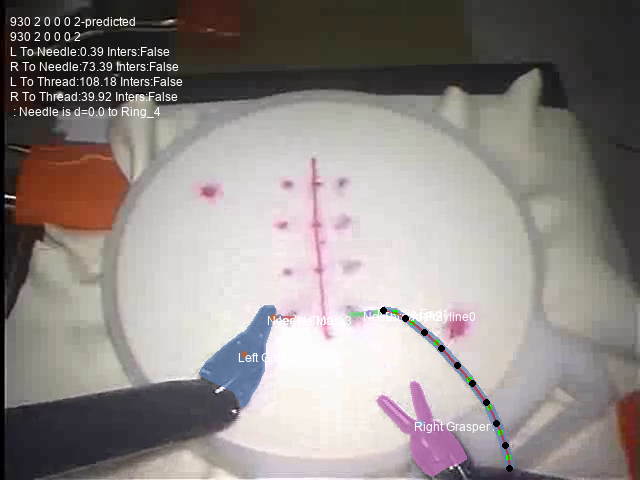 930 2 0 0 0 2-predicted
930 2 0 0 0 2
L To Needle:0.39 Inters:False
R To Needle:73.39 Inters:False
L To Thread:108.18 Inters:False
R To Thread:39.92 Inters:False
: Needle is d=0.0 to Ring_4
Right Grasper